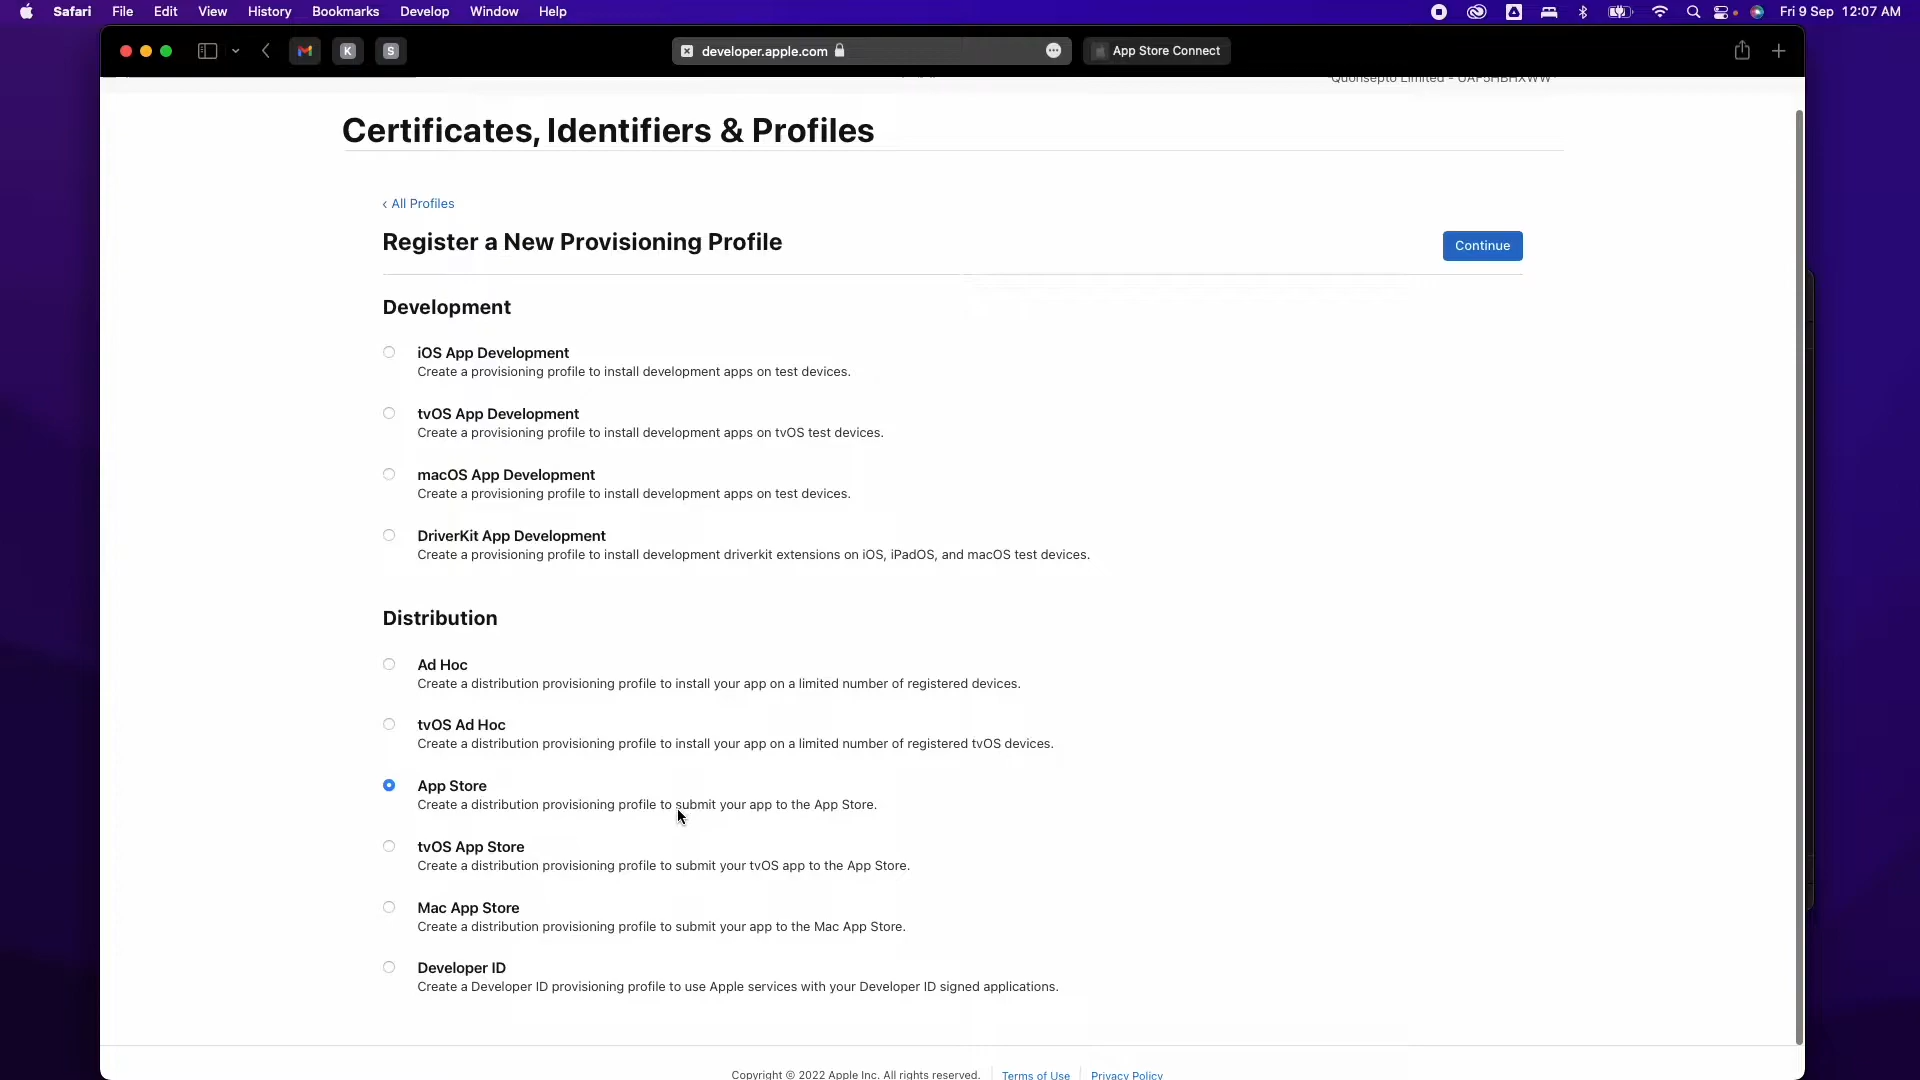 Safari File Edit View History Bookmarks Develop Window Help Fri 9 Sep 12:07 AM
K S developer.apple.com App Store Connect
Certificates, Identifiers & Profiles
‹ All Profiles
Register a New Provisioning Profile
Continue
Development
iOS App Development
Create a provisioning profile to install development apps on test devices.
tvOS App Development
Create a provisioning profile to install development apps on tvOS test devices.
macOS App Development
Create a provisioning profile to install development apps on test devices.
DriverKit App Development
Create a provisioning profile to install development driverkit extensions on iOS, iPadOS, and macOS test devices.
Distribution
Ad Hoc
Create a distribution provisioning profile to install your app on a limited number of registered devices.
tvOS Ad Hoc
Create a distribution provisioning profile to install your app on a limited number of registered tvOS devices.
App Store
Create a distribution provisioning profile to submit your app to the App Store.
tvOS App Store
Create a distribution provisioning profile to submit your tvOS app to the App Store.
Mac App Store
Create a distribution provisioning profile to submit your app to the Mac App Store.
Developer ID
Create a Developer ID provisioning profile to use Apple services with your Developer ID signed applications.
Copyright © 2022 Apple Inc. All rights reserved. Terms of Use Privacy Policy